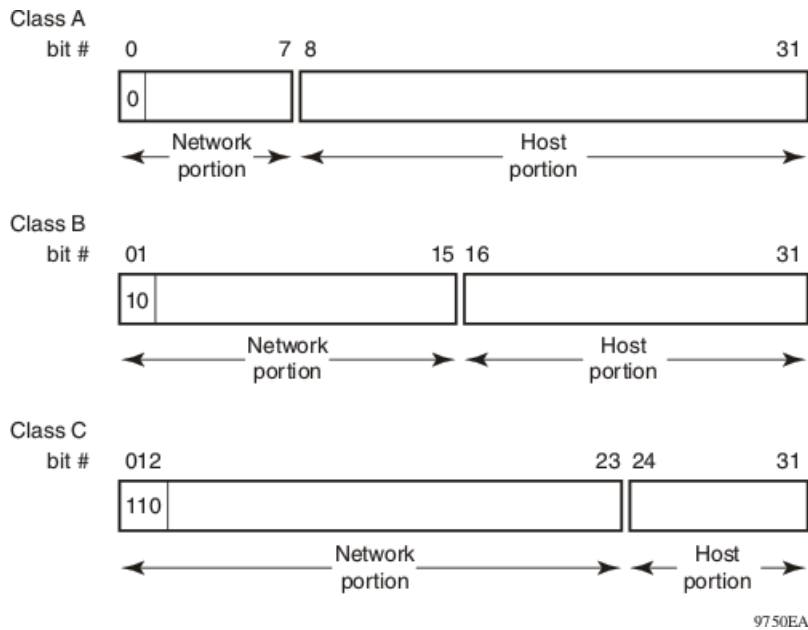 Class A
bit # 0 7 8 31
0
Network portion Host portion
Class B
bit # 01 15 16 31
10
Network portion Host portion
Class C
bit # 012 23 24 31
110
Network portion Host portion
9750EA